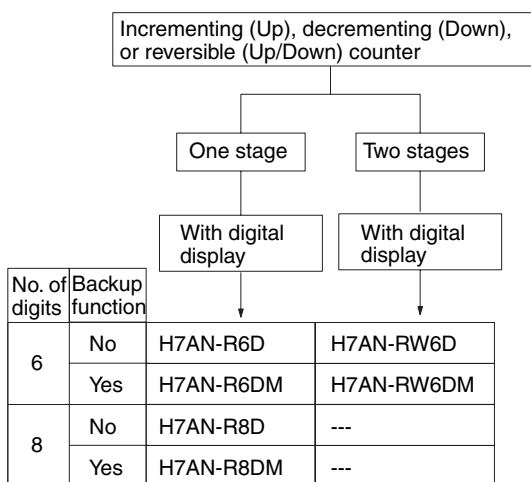 Incrementing (Up), decrementing (Down),
or reversible (Up/Down) counter
One stage
Two stages
With digital
display
With digital
display
No. of
digits
Backup
function
6
No
H7AN-R6D
H7AN-RW6D
Yes
H7AN-R6DM
H7AN-RW6DM
8
No
H7AN-R8D
---
Yes
H7AN-R8DM
---